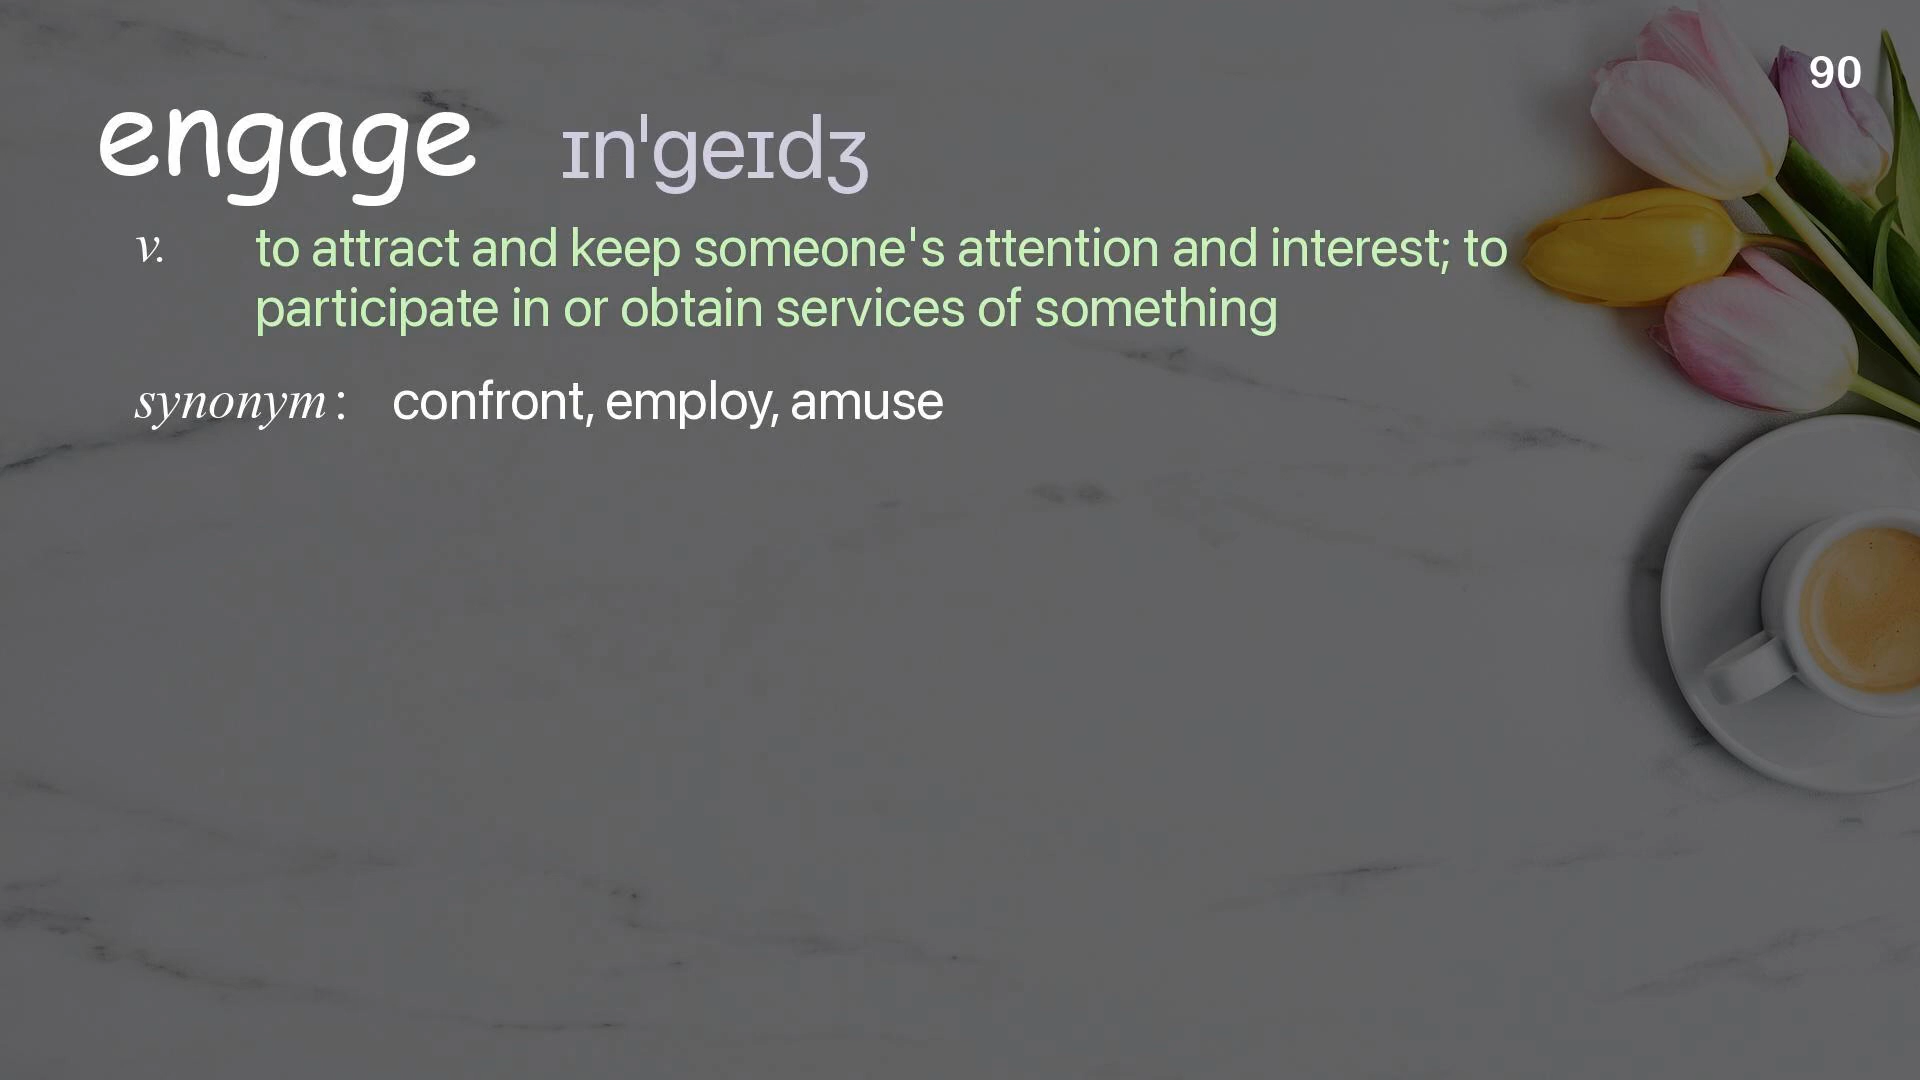 90
engage ɪnˈgeɪdʒ
v. to attract and keep someone's attention and interest; to
participate in or obtain services of something
synonym: confront, employ, amuse